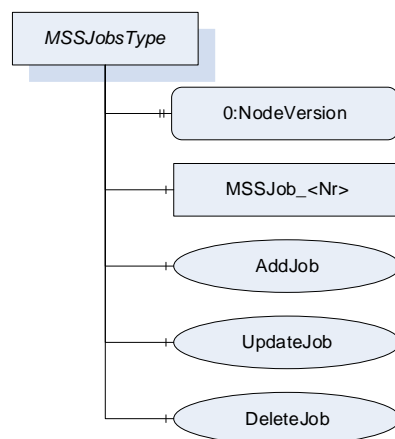 MSSJobsType
0:NodeVersion
MSSJob_<Nr>
AddJob
UpdateJob
DeleteJob